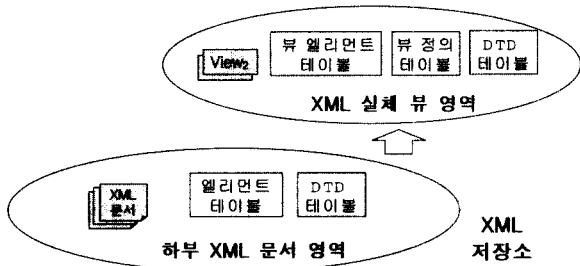 View2
뷰 엘리먼트
테이블
뷰 정의
테이블
DTD
테이블
XML 실체 뷰 영역
XML
문서
엘리먼트
테이블
DTD
테이블
하부 XML 문서 영역
XML
저장소